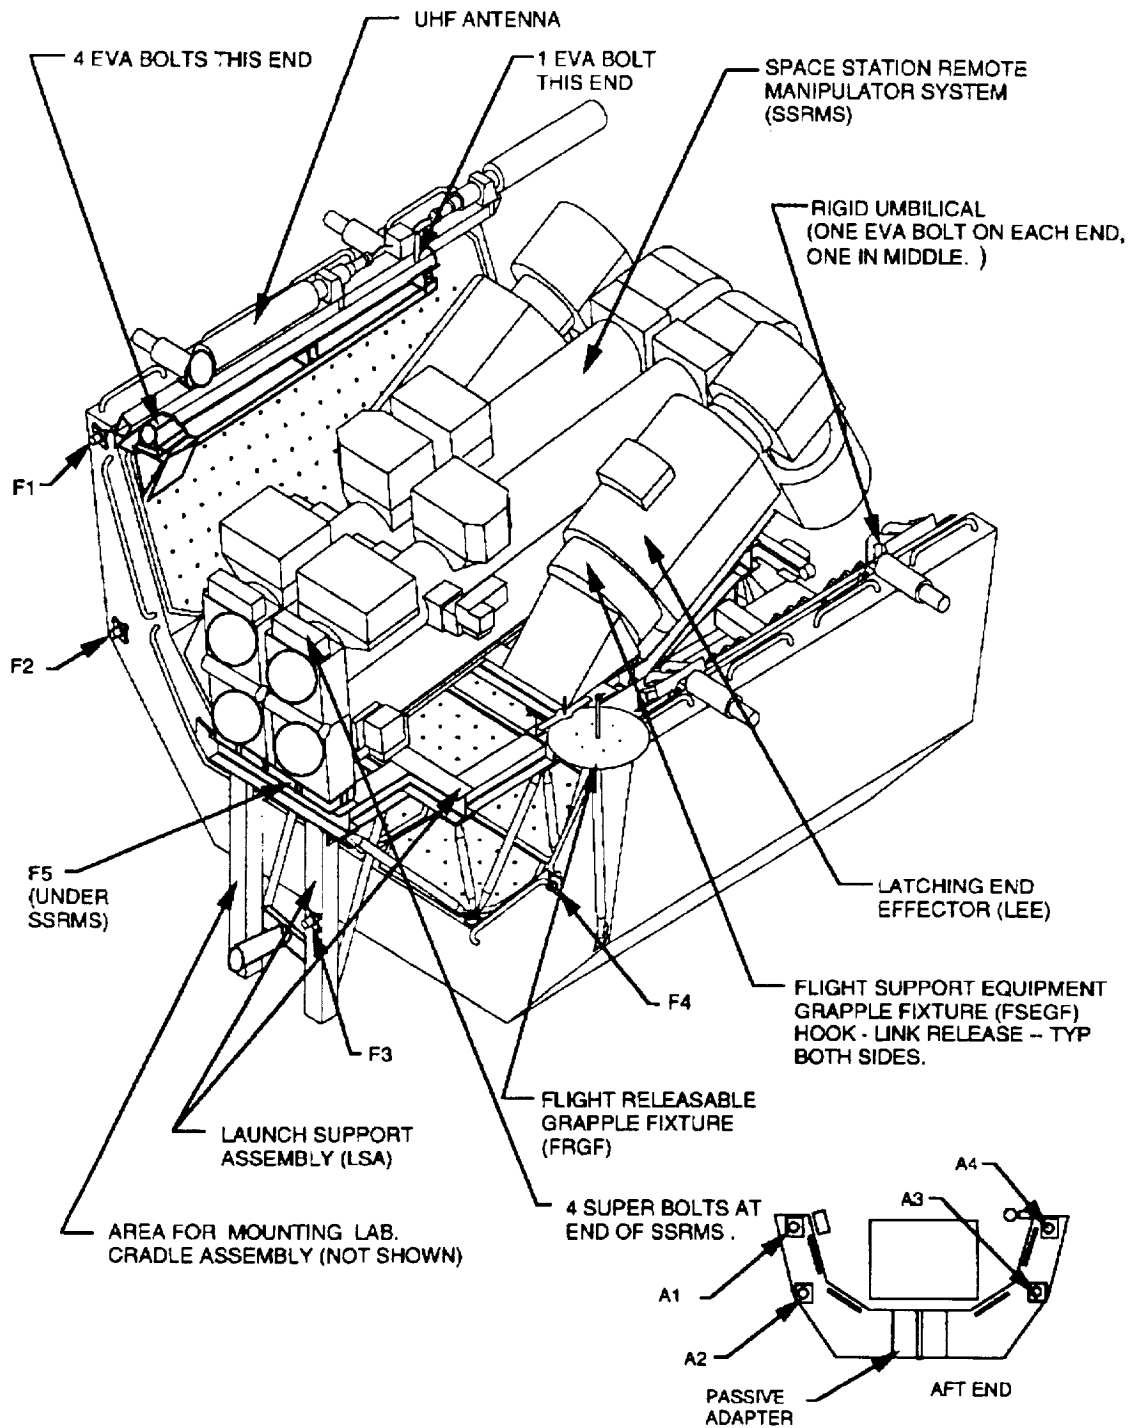 UHF ANTENNA
4 EVA BOLTS THIS END
1 EVA BOLT
THIS END
SPACE STATION REMOTE
MANIPULATOR SYSTEM
(SSRMS)
RIGID UMBILICAL
(ONE EVA BOLT ON EACH END,
ONE IN MIDDLE. )
F1
F2
F5
(UNDER
SSRMS)
LATCHING END
EFFECTOR (LEE)
F4
FLIGHT SUPPORT EQUIPMENT
GRAPPLE FIXTURE (FSEGF)
HOOK - LINK RELEASE -- TYP
BOTH SIDES.
F3
FLIGHT RELEASABLE
GRAPPLE FIXTURE
(FRGF)
LAUNCH SUPPORT
ASSEMBLY (LSA)
4 SUPER BOLTS AT
END OF SSRMS .
AREA FOR MOUNTING LAB.
CRADLE ASSEMBLY (NOT SHOWN)
A4
A3
A1
A2
PASSIVE
ADAPTER
AFT END